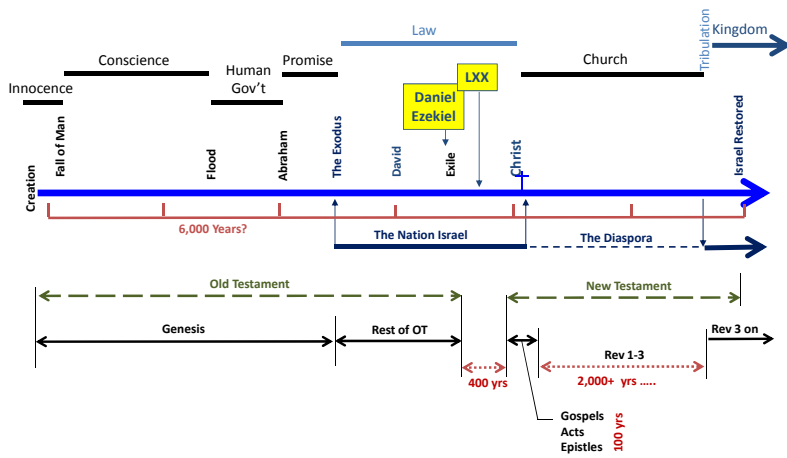 Law
Tribulation
Kingdom
Conscience
Promise
Church
Human
Gov't
Innocence
LXX
Daniel
Ezekiel
Creation
Fall of Man
Flood
Abraham
The Exodus
David
Exile
Christ
Israel Restored
6,000 Years?
The Nation Israel
The Diaspora
Old Testament
New Testament
Genesis
Rest of OT
Rev 1-3
Rev 3 on
400 yrs
2,000+ yrs .....
Gospels
Acts
Epistles
100 yrs